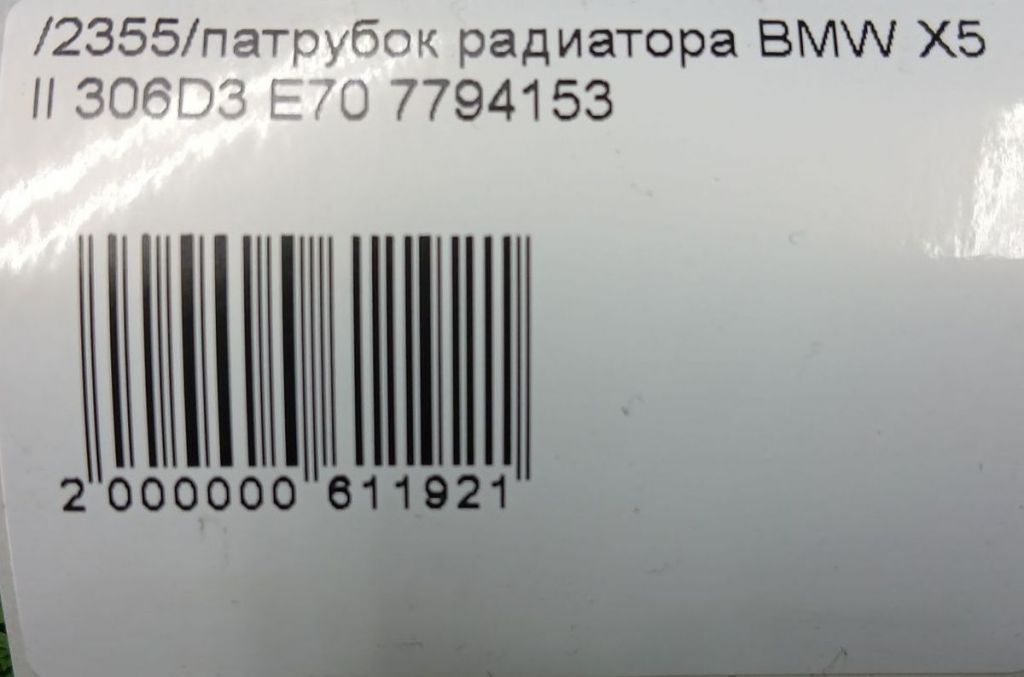 /2355/патрубок радиатора BMW X5
II 306D3 E70 7794153
2 000000 611921